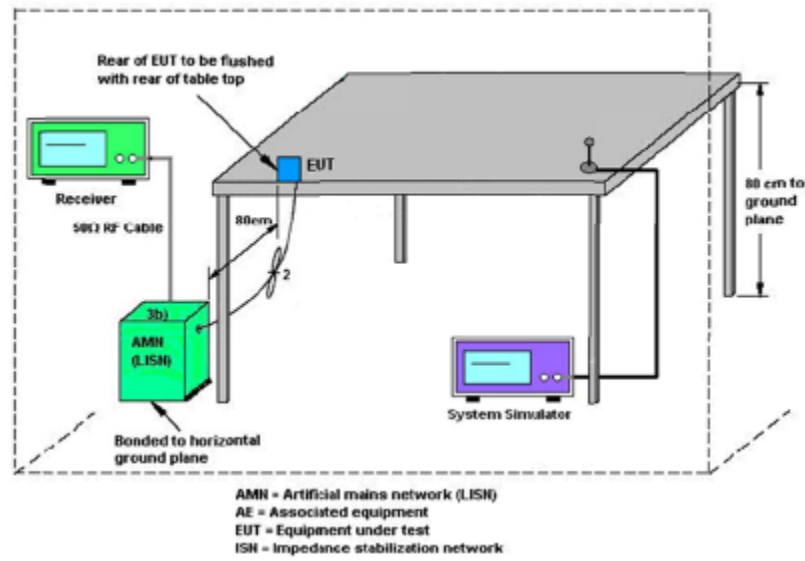 Rear of EUT to be flushed
with rear of table top
EUT
Receiver
50Ω RF Cable
80cm
2
80 cm to
ground
plane
3b)
AMN
(LISN)
System Simulator
Bonded to horizontal
ground plane
AMN = Artificial mains network (LISN)
AE = Associated equipment
EUT = Equipment under test
ISN = Impedance stabilization network